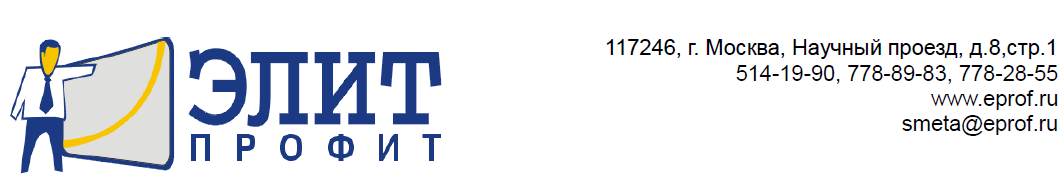 ЭЛИТ
ПРОФИТ
117246, г. Москва, Научный проезд, д.8,стр.1
514-19-90, 778-89-83, 778-28-55
www.eprof.ru
smeta@eprof.ru